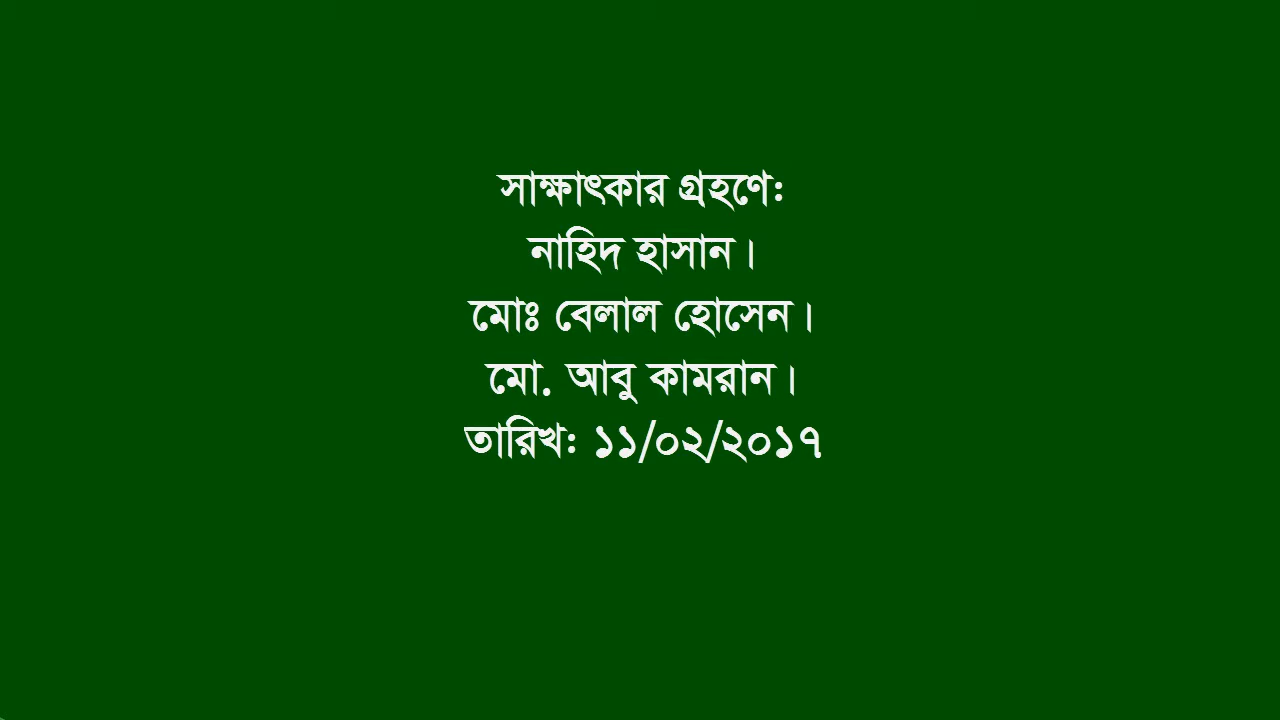 সাক্ষাৎকার গ্রহণে:
নাহিদ হাসান।
মোঃ বেলাল হোসেন।
মো. আবু কামরান।
তারিখ: ১১/০২/২০১৭